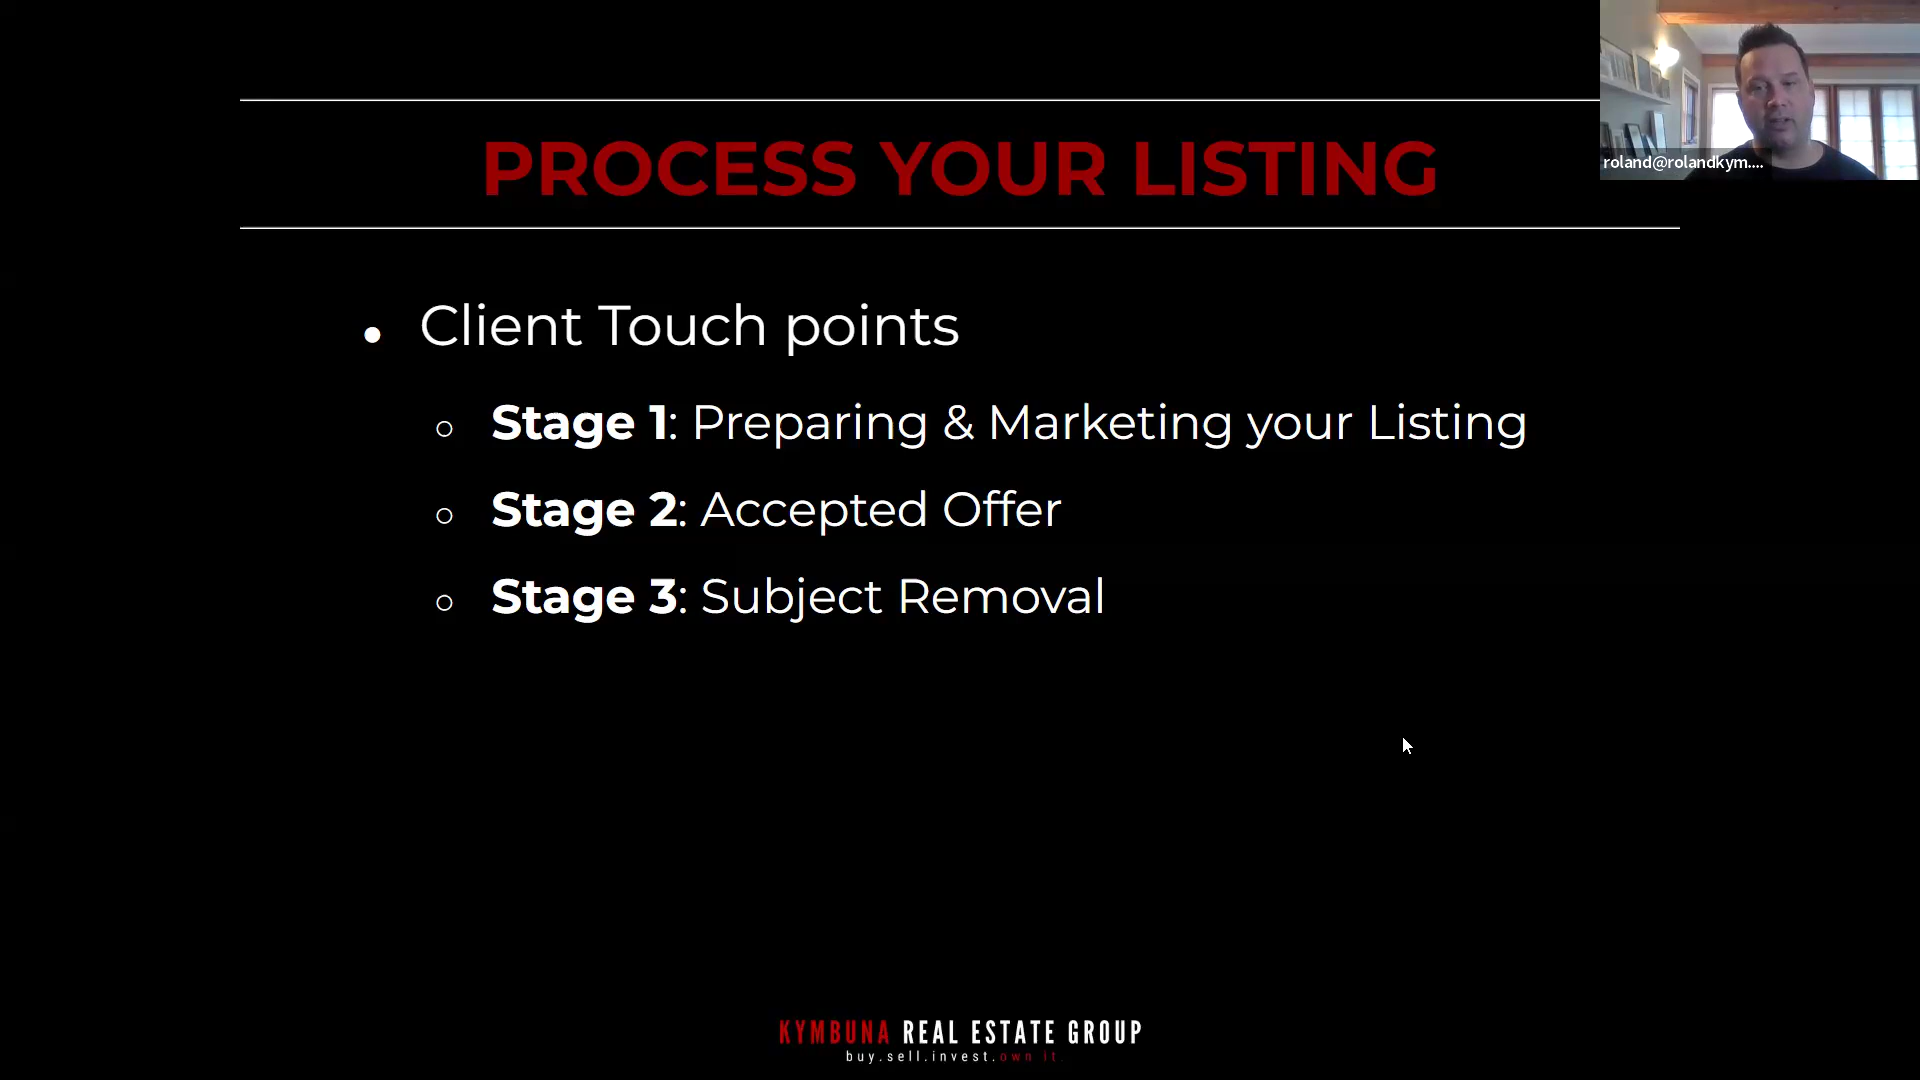 PROCESS YOUR LISTING
roland@rolandkym....
● Client Touch points
○ Stage 1: Preparing & Marketing your Listing
○ Stage 2: Accepted Offer
○ Stage 3: Subject Removal
KYMBUNA REAL ESTATE GROUP
buy.sell.invest.own it.